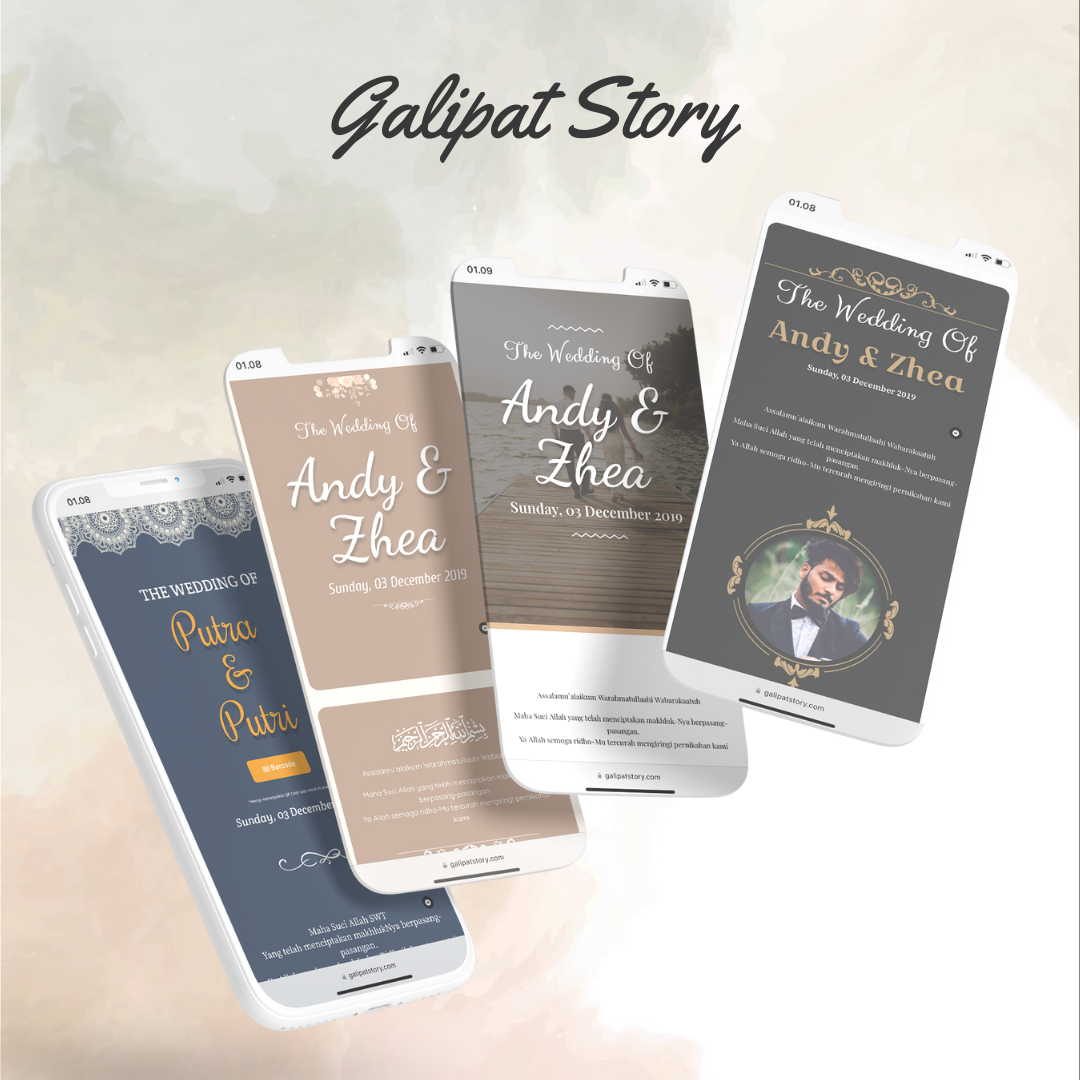 Galipat Story
01.08
THE WEDDING OF
Putra
&
Putri
Barcode
Sunday, 03 December
Maha Suci Allah SWT
Yang telah menciptakan makhlukNya berpasang-
pasangan.
galipatstory.com
01.08
The Wedding Of
Andy &
Zhea
Sunday, 03 December 2019
بسم الله الرحمن الرحيم
Assalamu'alaikum Warahmatullaahi
Maha Suci Allah yang telah menciptakan
berpasang-pasangan.
Ya Allah semoga ridho-Mu tercurah mengiringi pernikahan
kami
galipatstory.com
01.09
The Wedding Of
Andy &
Zhea
Sunday, 03 December 2019
Assalamu'alaikum Warahmatullaahi Wabarakaatuh
Maha Suci Allah yang telah menciptakan makhluk-Nya berpasang-
pasangan.
Ya Allah semoga ridho-Mu tercurah mengiringi pernikahan kami
galipatstory.com
01.08
The Wedding Of
Andy & Zhea
Sunday, 03 December 2019
Assalamu'alaikum Warahmatullaahi Wabarakaatuh
Maha Suci Allah yang telah menciptakan makhluk-Nya berpasang-
pasangan.
Ya Allah semoga ridho-Mu tercurah mengiringi pernikahan kami
galipatstory.com